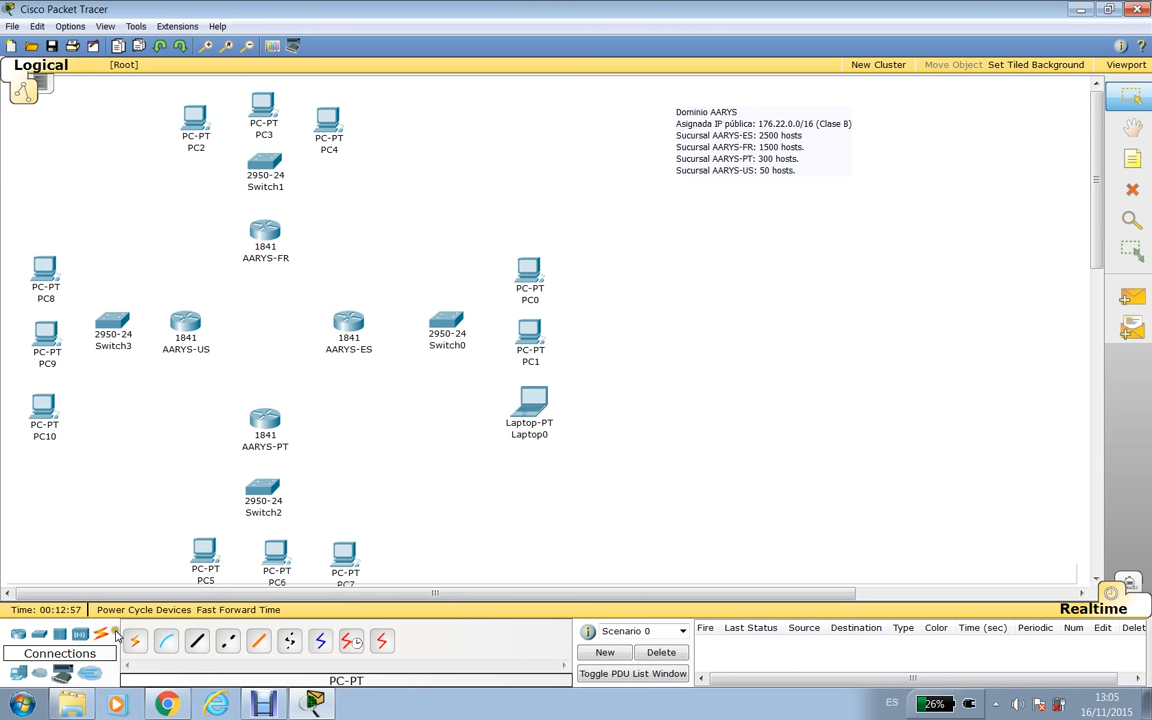 Cisco Packet Tracer
File Edit Options View Tools Extensions Help
Logical [Root] New Cluster Move Object Set Tiled Background Viewport
PC-PT
PC2
PC-PT
PC3
PC-PT
PC4
2950-24
Switch1
1841
AARYS-FR
Dominio AARYS
Asignada IP pública: 176.22.0.0/16 (Clase B)
Sucursal AARYS-ES: 2500 hosts
Sucursal AARYS-FR: 1500 hosts.
Sucursal AARYS-PT: 300 hosts.
Sucursal AARYS-US: 50 hosts.
PC-PT
PC8
PC-PT
PC9
PC-PT
PC10
2950-24
Switch3
1841
AARYS-US
1841
AARYS-ES
2950-24
Switch0
PC-PT
PC0
PC-PT
PC1
Laptop-PT
Laptop0
1841
AARYS-PT
2950-24
Switch2
PC-PT
PC5
PC-PT
PC6
PC-PT
PC7
Time: 00:12:57 Power Cycle Devices Fast Forward Time Realtime
Connections
PC-PT
Scenario 0
New Delete
Toggle PDU List Window
Fire Last Status Source Destination Type Color Time (sec) Periodic Num Edit Delet
ES 26% 13:05
16/11/2015